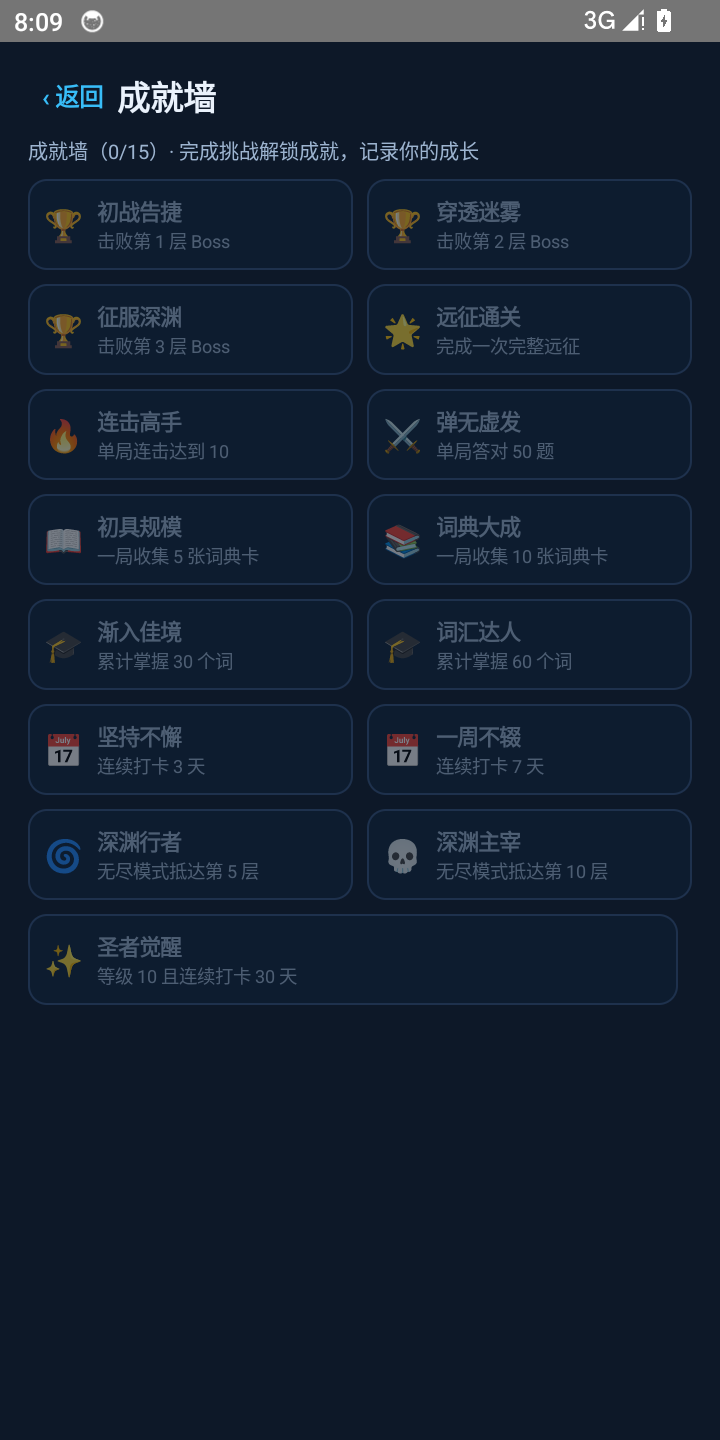 8:09
3G
‹ 返回 成就墙
成就墙（0/15）· 完成挑战解锁成就，记录你的成长
初战告捷
击败第 1 层 Boss
穿透迷雾
击败第 2 层 Boss
征服深渊
击败第 3 层 Boss
远征通关
完成一次完整远征
连击高手
单局连击达到 10
弹无虚发
单局答对 50 题
初具规模
一局收集 5 张词典卡
词典大成
一局收集 10 张词典卡
渐入佳境
累计掌握 30 个词
词汇达人
累计掌握 60 个词
July
17
坚持不懈
连续打卡 3 天
July
17
一周不辍
连续打卡 7 天
深渊行者
无尽模式抵达第 5 层
深渊主宰
无尽模式抵达第 10 层
圣者觉醒
等级 10 且连续打卡 30 天